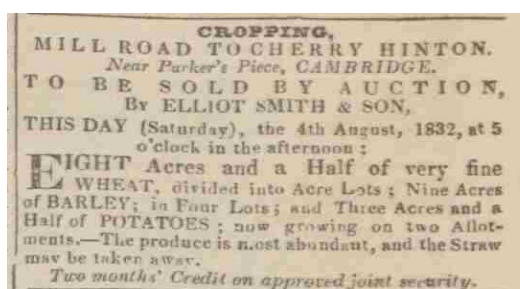 CROPPING,
MILL ROAD TO CHERRY HINTON.
Near Parker's Piece, CAMBRIDGE.
TO BE SOLD BY AUCTION,
By ELLIOT SMITH & SON,
THIS DAY (Saturday), the 4th August, 1832, at 5
o'clock in the afternoon :
EIGHT Acres and a Half of very fine
WHEAT, divided into Acre Lots ; Nine Acres
of BARLEY; in Four Lots; and Three Acres and a
Half of POTATOES ; now growing on two Allot-
ments.—The produce is most abundant, and the Straw
may be taken away.
Two months' Credit on approved joint security.